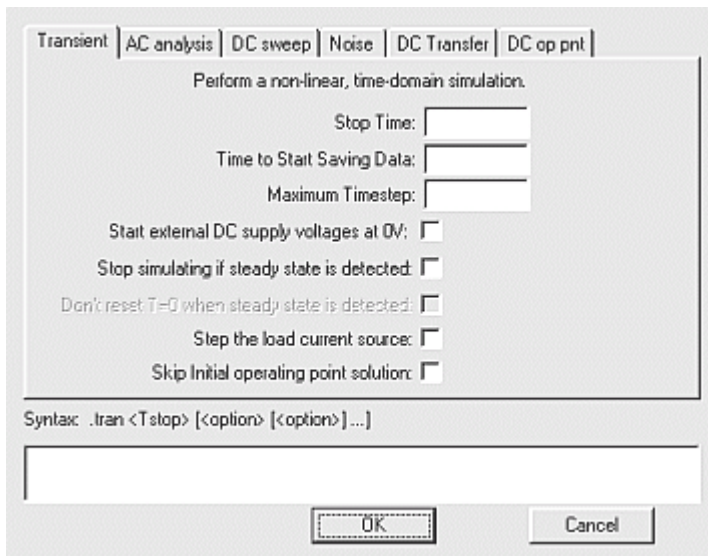 Transient AC analysis DC sweep Noise DC Transfer DC op pnt
Perform a non-linear, time-domain simulation.
Stop Time:
Time to Start Saving Data:
Maximum Timestep:
Start external DC supply voltages at 0V:
Stop simulating if steady state is detected:
Don't reset T=0 when steady state is detected:
Step the load current source:
Skip Initial operating point solution:
Syntax: .tran <Tstop> [<option> [<option>] ...]
OK Cancel